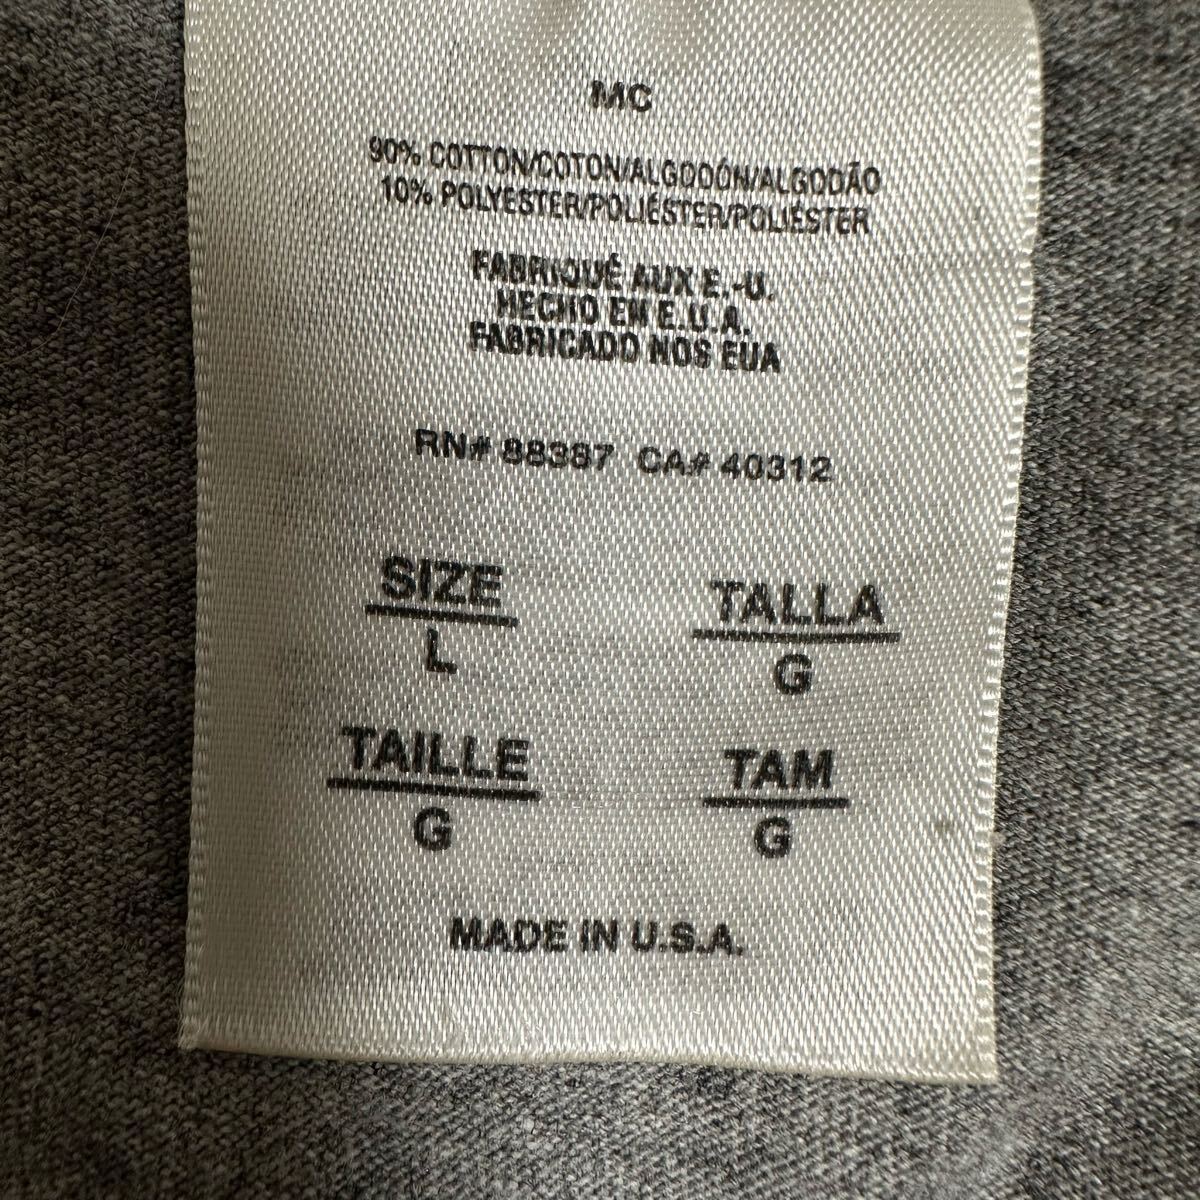 MC
90% COTTON/COTON/ALGODÓN/ALGODÃO
10% POLYESTER/POLIÉSTER/POLIÉSTER
FABRIQUÉ AUX E.-U.
HECHO EN E.U.A.
FABRICADO NOS EUA
RN# 88387 CA# 40312
SIZE TALLA
L G
TAILLE TAM
G G
MADE IN U.S.A.